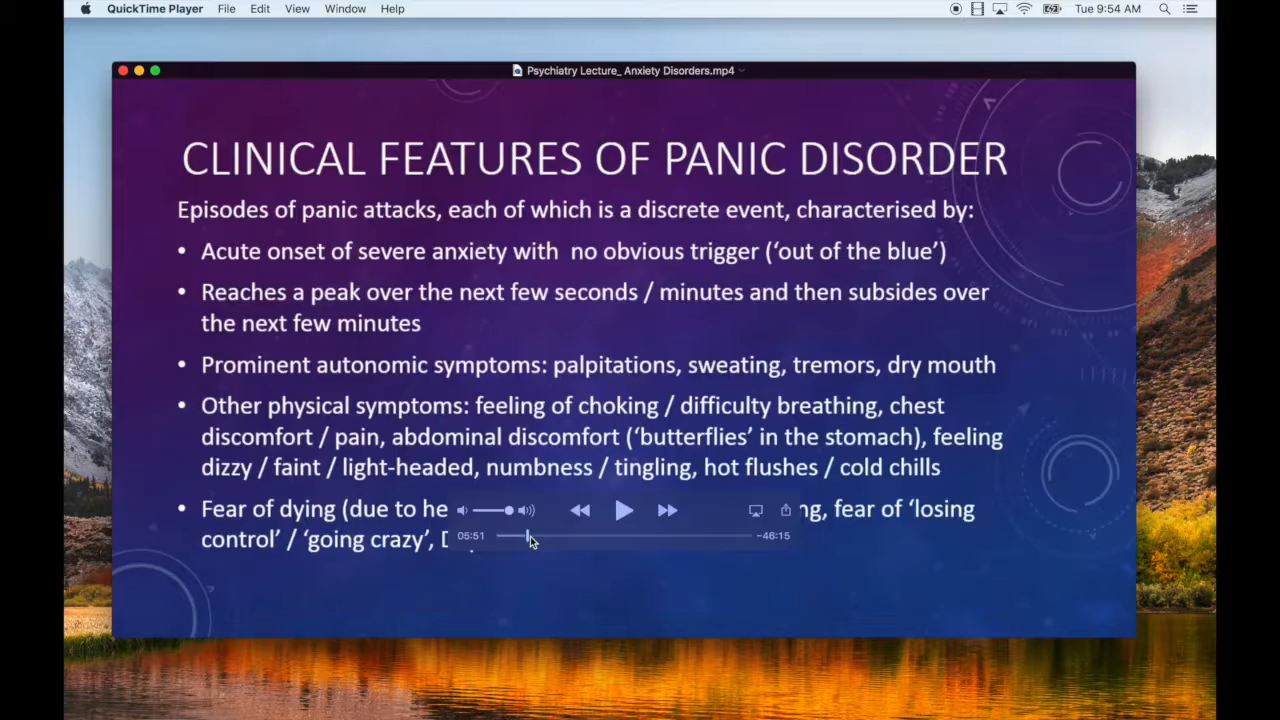 QuickTime Player File Edit View Window Help Tue 9:54 AM
Psychiatry Lecture_ Anxiety Disorders.mp4
CLINICAL FEATURES OF PANIC DISORDER
Episodes of panic attacks, each of which is a discrete event, characterised by:
• Acute onset of severe anxiety with no obvious trigger (‘out of the blue’)
• Reaches a peak over the next few seconds / minutes and then subsides over
the next few minutes
• Prominent autonomic symptoms: palpitations, sweating, tremors, dry mouth
• Other physical symptoms: feeling of choking / difficulty breathing, chest
discomfort / pain, abdominal discomfort (‘butterflies’ in the stomach), feeling
dizzy / faint / light-headed, numbness / tingling, hot flushes / cold chills
• Fear of dying (due to fear of ‘losing
control’ / ‘going crazy’,
05:51 -46:15